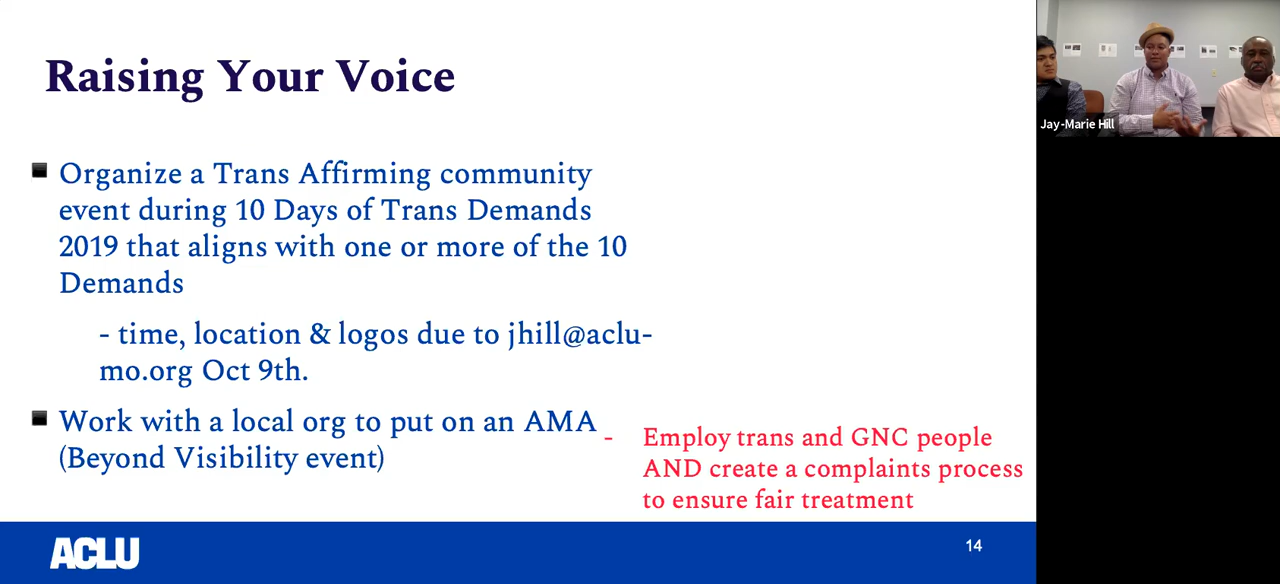 Raising Your Voice
Organize a Trans Affirming community
event during 10 Days of Trans Demands
2019 that aligns with one or more of the 10
Demands
- time, location & logos due to jhill@aclu-
mo.org Oct 9th.
Work with a local org to put on an AMA
(Beyond Visibility event)
- Employ trans and GNC people
AND create a complaints process
to ensure fair treatment
ACLU
14
Jay-Marie Hill